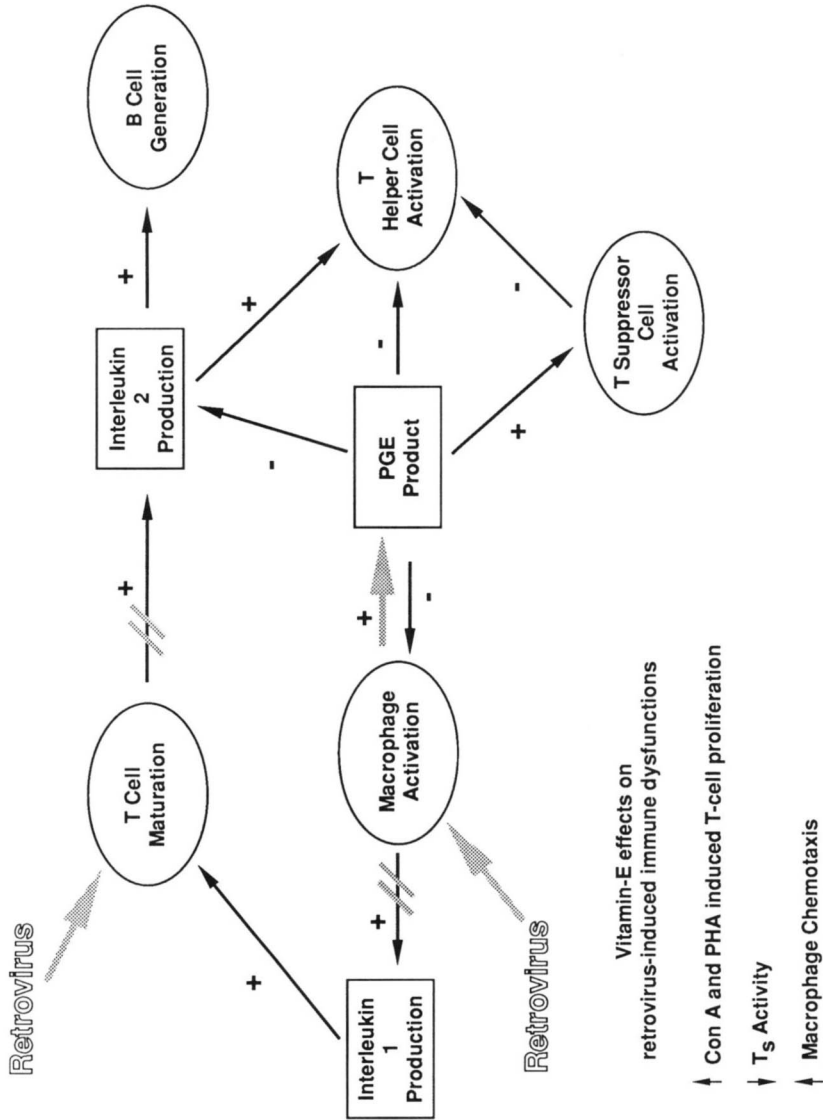 Retrovirus
T Cell
Maturation
+
Interleukin
2
Production
+
B Cell
Generation
+
-
+
Interleukin
1
Production
+
Macrophage
Activation
+
-
PGE
Product
-
T
Helper Cell
Activation
+
-
Retrovirus
T Suppressor
Cell
Activation
Vitamin-E effects on
retrovirus-induced immune dysfunctions
↑ Con A and PHA induced T-cell proliferation
↓ Ts Activity
↑ Macrophage Chemotaxis